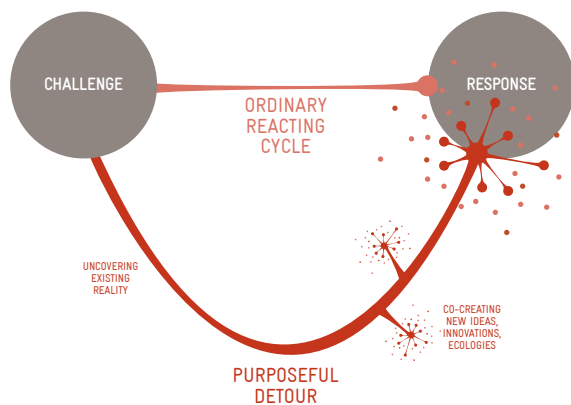 CHALLENGE
RESPONSE
ORDINARY
REACTING
CYCLE
UNCOVERING
EXISTING
REALITY
CO-CREATING
NEW IDEAS,
INNOVATIONS,
ECOLOGIES
PURPOSEFUL
DETOUR